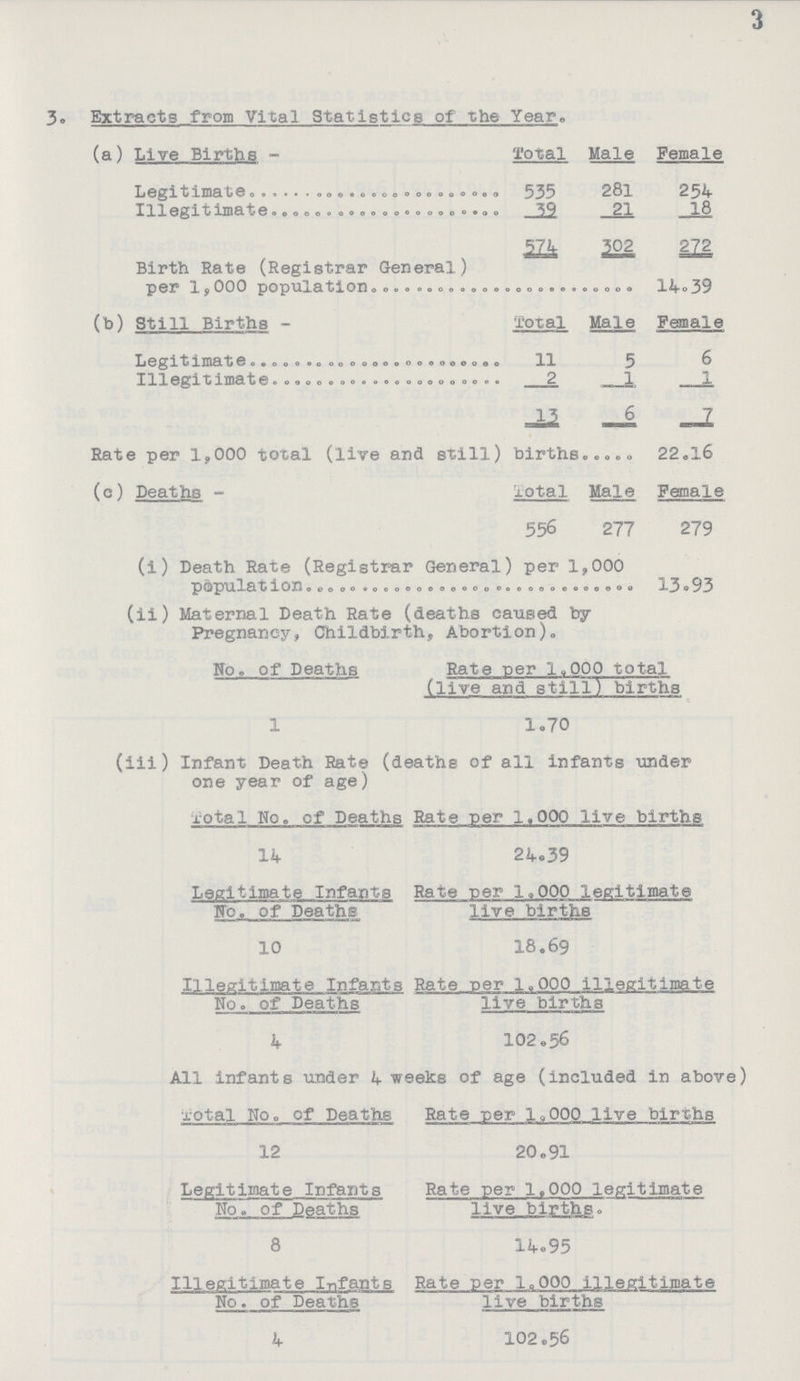 3
3. Extracts from Vital Statistics of the Year.
(a) Live Births - Total Male Female
Legitimate........................ 535 281 254
Illegitimate...................... 39 21 18
574 302 272
Birth Rate (Registrar General)
per 1,000 population......................... 14.39
(b) Still Births - Total Male Female
Legitimate........................ 11 5 6
Illegitimate...................... 2 1 1
13 6 7
Rate per 1,000 total (live and still) births..... 22.16
(c) Deaths - Total Male Female
556 277 279
(i) Death Rate (Registrar General) per 1,000
population............................... 13.93
(ii) Maternal Death Rate (deaths caused by
Pregnancy, Childbirth, Abortion).
No. of Deaths Rate per 1,000 total
(live and still) births
1 1.70
(iii) Infant Death Rate (deaths of all infants under
one year of age)
Total No. of Deaths Rate per 1,000 live births
14 24.39
Legitimate Infants Rate per 1,000 legitimate
No. of Deaths live births
10 18.69
Illegitimate Infants Rate per 1,000 illegitimate
No. of Deaths live births
4 102.56
All infants under 4 weeks of age (included in above)
Total No. of Deaths Rate per 1,000 live births
12 20.91
Legitimate Infants Rate per 1,000 legitimate
No. of Deaths live births.
8 14.95
Illegitimate Infants Rate per 1,000 illegitimate
No. of Deaths live births
4 102.56